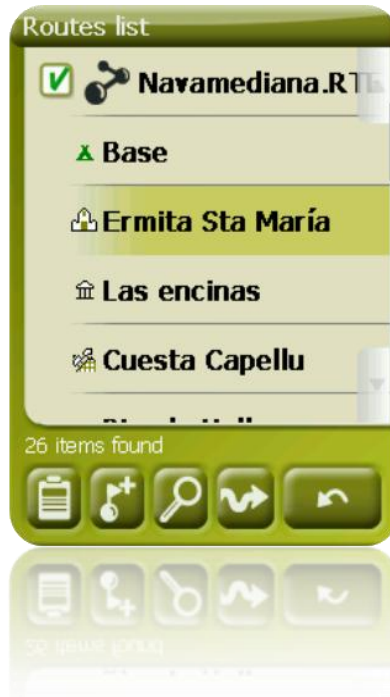 Routes list
Navamediana.RT
Base
Ermita Sta María
Las encinas
Cuesta Capellu
26 items found